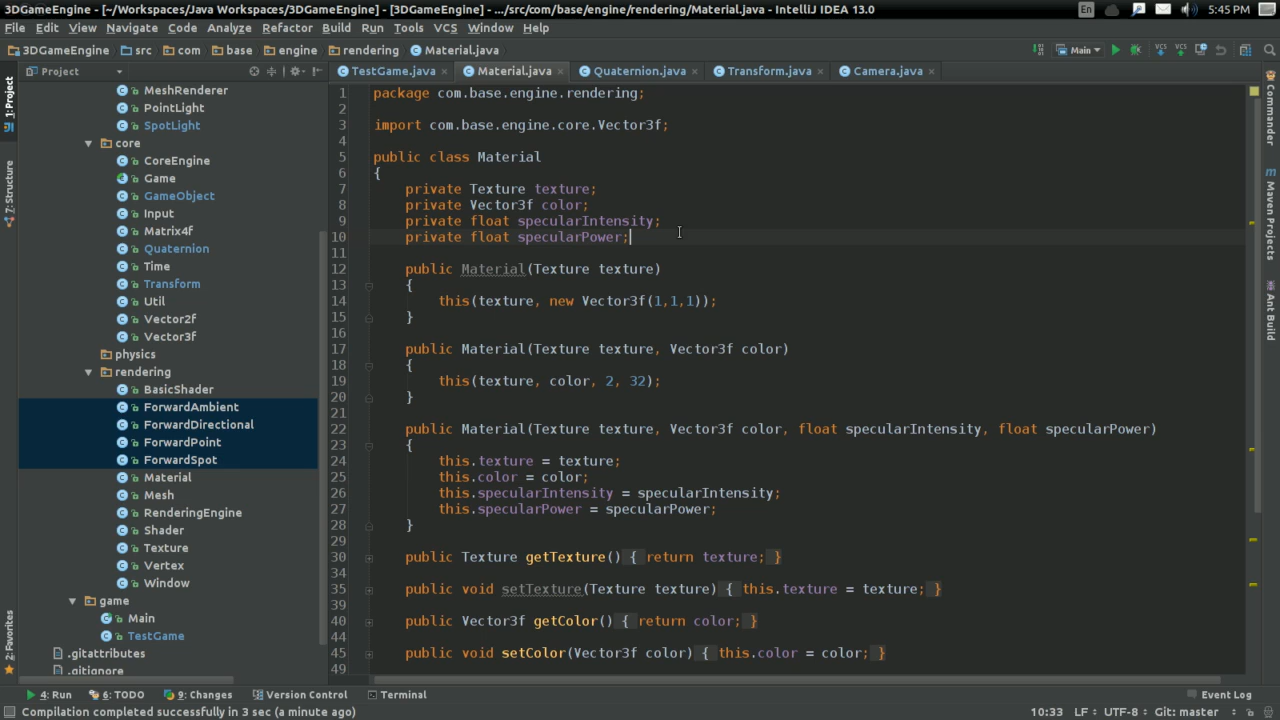 3DGameEngine [~/Workspaces/Java Workspaces/3DGameEngine] - [3DGameEngine] - .../src/com/base/engine/rendering/Material.java - IntelliJ IDEA 13.0
En
5:45 PM
File Edit View Navigate Code Analyze Refactor Build Run Tools VCS Window Help
3DGameEngine src com base engine rendering Material.java
Main
VCS VCS
1: Project
7: Structure
2: Favorites
Project
MeshRenderer
PointLight
SpotLight
core
CoreEngine
Game
GameObject
Input
Matrix4f
Quaternion
Time
Transform
Util
Vector2f
Vector3f
physics
rendering
BasicShader
ForwardAmbient
ForwardDirectional
ForwardPoint
ForwardSpot
Material
Mesh
RenderingEngine
Shader
Texture
Vertex
Window
game
Main
TestGame
.gitattributes
.gitignore
TestGame.java Material.java Quaternion.java Transform.java Camera.java
1 package com.base.engine.rendering;
2
3 import com.base.engine.core.Vector3f;
4
5 public class Material
6 {
7 private Texture texture;
8 private Vector3f color;
9 private float specularIntensity;
10 private float specularPower;
11
12 public Material(Texture texture)
13 {
14 this(texture, new Vector3f(1,1,1));
15 }
16
17 public Material(Texture texture, Vector3f color)
18 {
19 this(texture, color, 2, 32);
20 }
21
22 public Material(Texture texture, Vector3f color, float specularIntensity, float specularPower)
23 {
24 this.texture = texture;
25 this.color = color;
26 this.specularIntensity = specularIntensity;
27 this.specularPower = specularPower;
28 }
29
30 public Texture getTexture() { return texture; }
34
35 public void setTexture(Texture texture) { this.texture = texture; }
39
40 public Vector3f getColor() { return color; }
44
45 public void setColor(Vector3f color) { this.color = color; }
49
Commander
Maven Projects
Ant Build
4: Run 6: TODO 9: Changes Version Control Terminal
Event Log
Compilation completed successfully in 3 sec (a minute ago)
10:33 LF UTF-8 Git: master